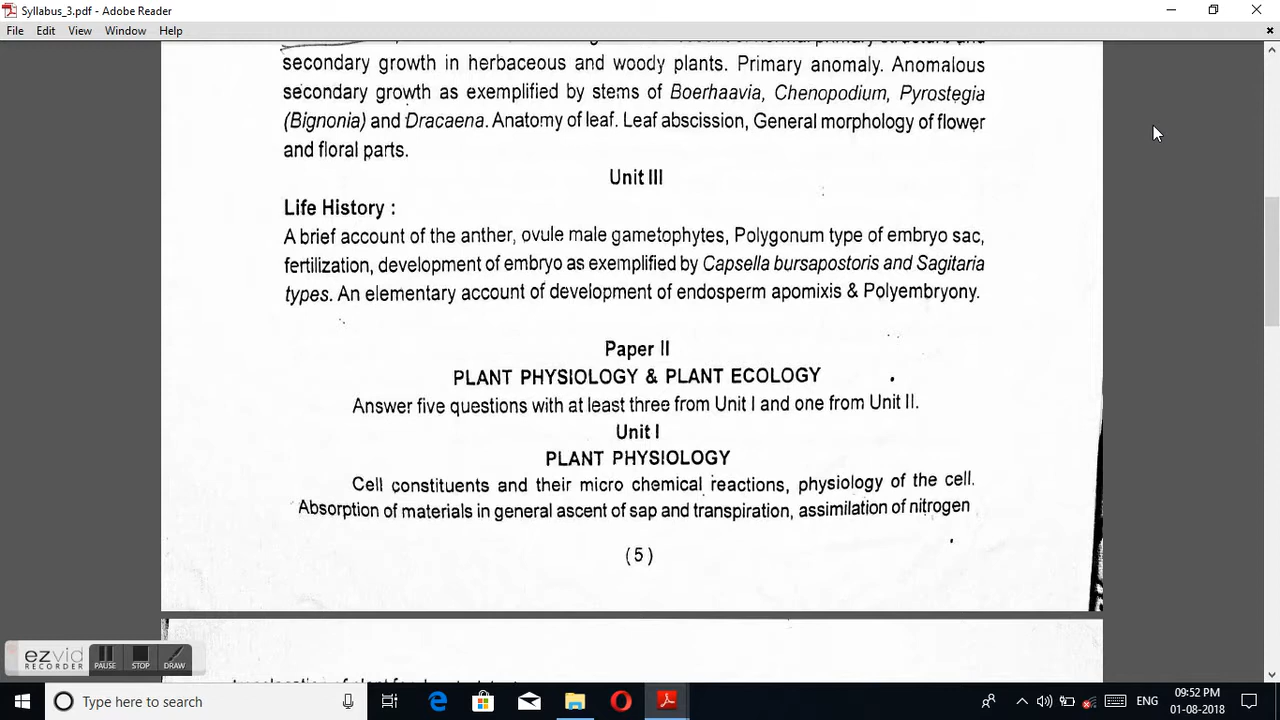 Syllabus_3.pdf - Adobe Reader
File Edit View Window Help
secondary growth in herbaceous and woody plants. Primary anomaly. Anomalous
secondary growth as exemplified by stems of Boerhaavia, Chenopodium, Pyrostegia
(Bignonia) and Dracaena. Anatomy of leaf. Leaf abscission, General morphology of flower
and floral parts.
Unit III
Life History :
A brief account of the anther, ovule male gametophytes, Polygonum type of embryo sac,
fertilization, development of embryo as exemplified by Capsella bursapostoris and Sagitaria
types. An elementary account of development of endosperm apomixis & Polyembryony.
Paper II
PLANT PHYSIOLOGY & PLANT ECOLOGY
Answer five questions with at least three from Unit I and one from Unit II.
Unit I
PLANT PHYSIOLOGY
Cell constituents and their micro chemical reactions, physiology of the cell.
Absorption of materials in general ascent of sap and transpiration, assimilation of nitrogen
(5)
ezvid
RECORDER
PAUSE STOP DRAW
Type here to search
ENG
09:52 PM
01-08-2018